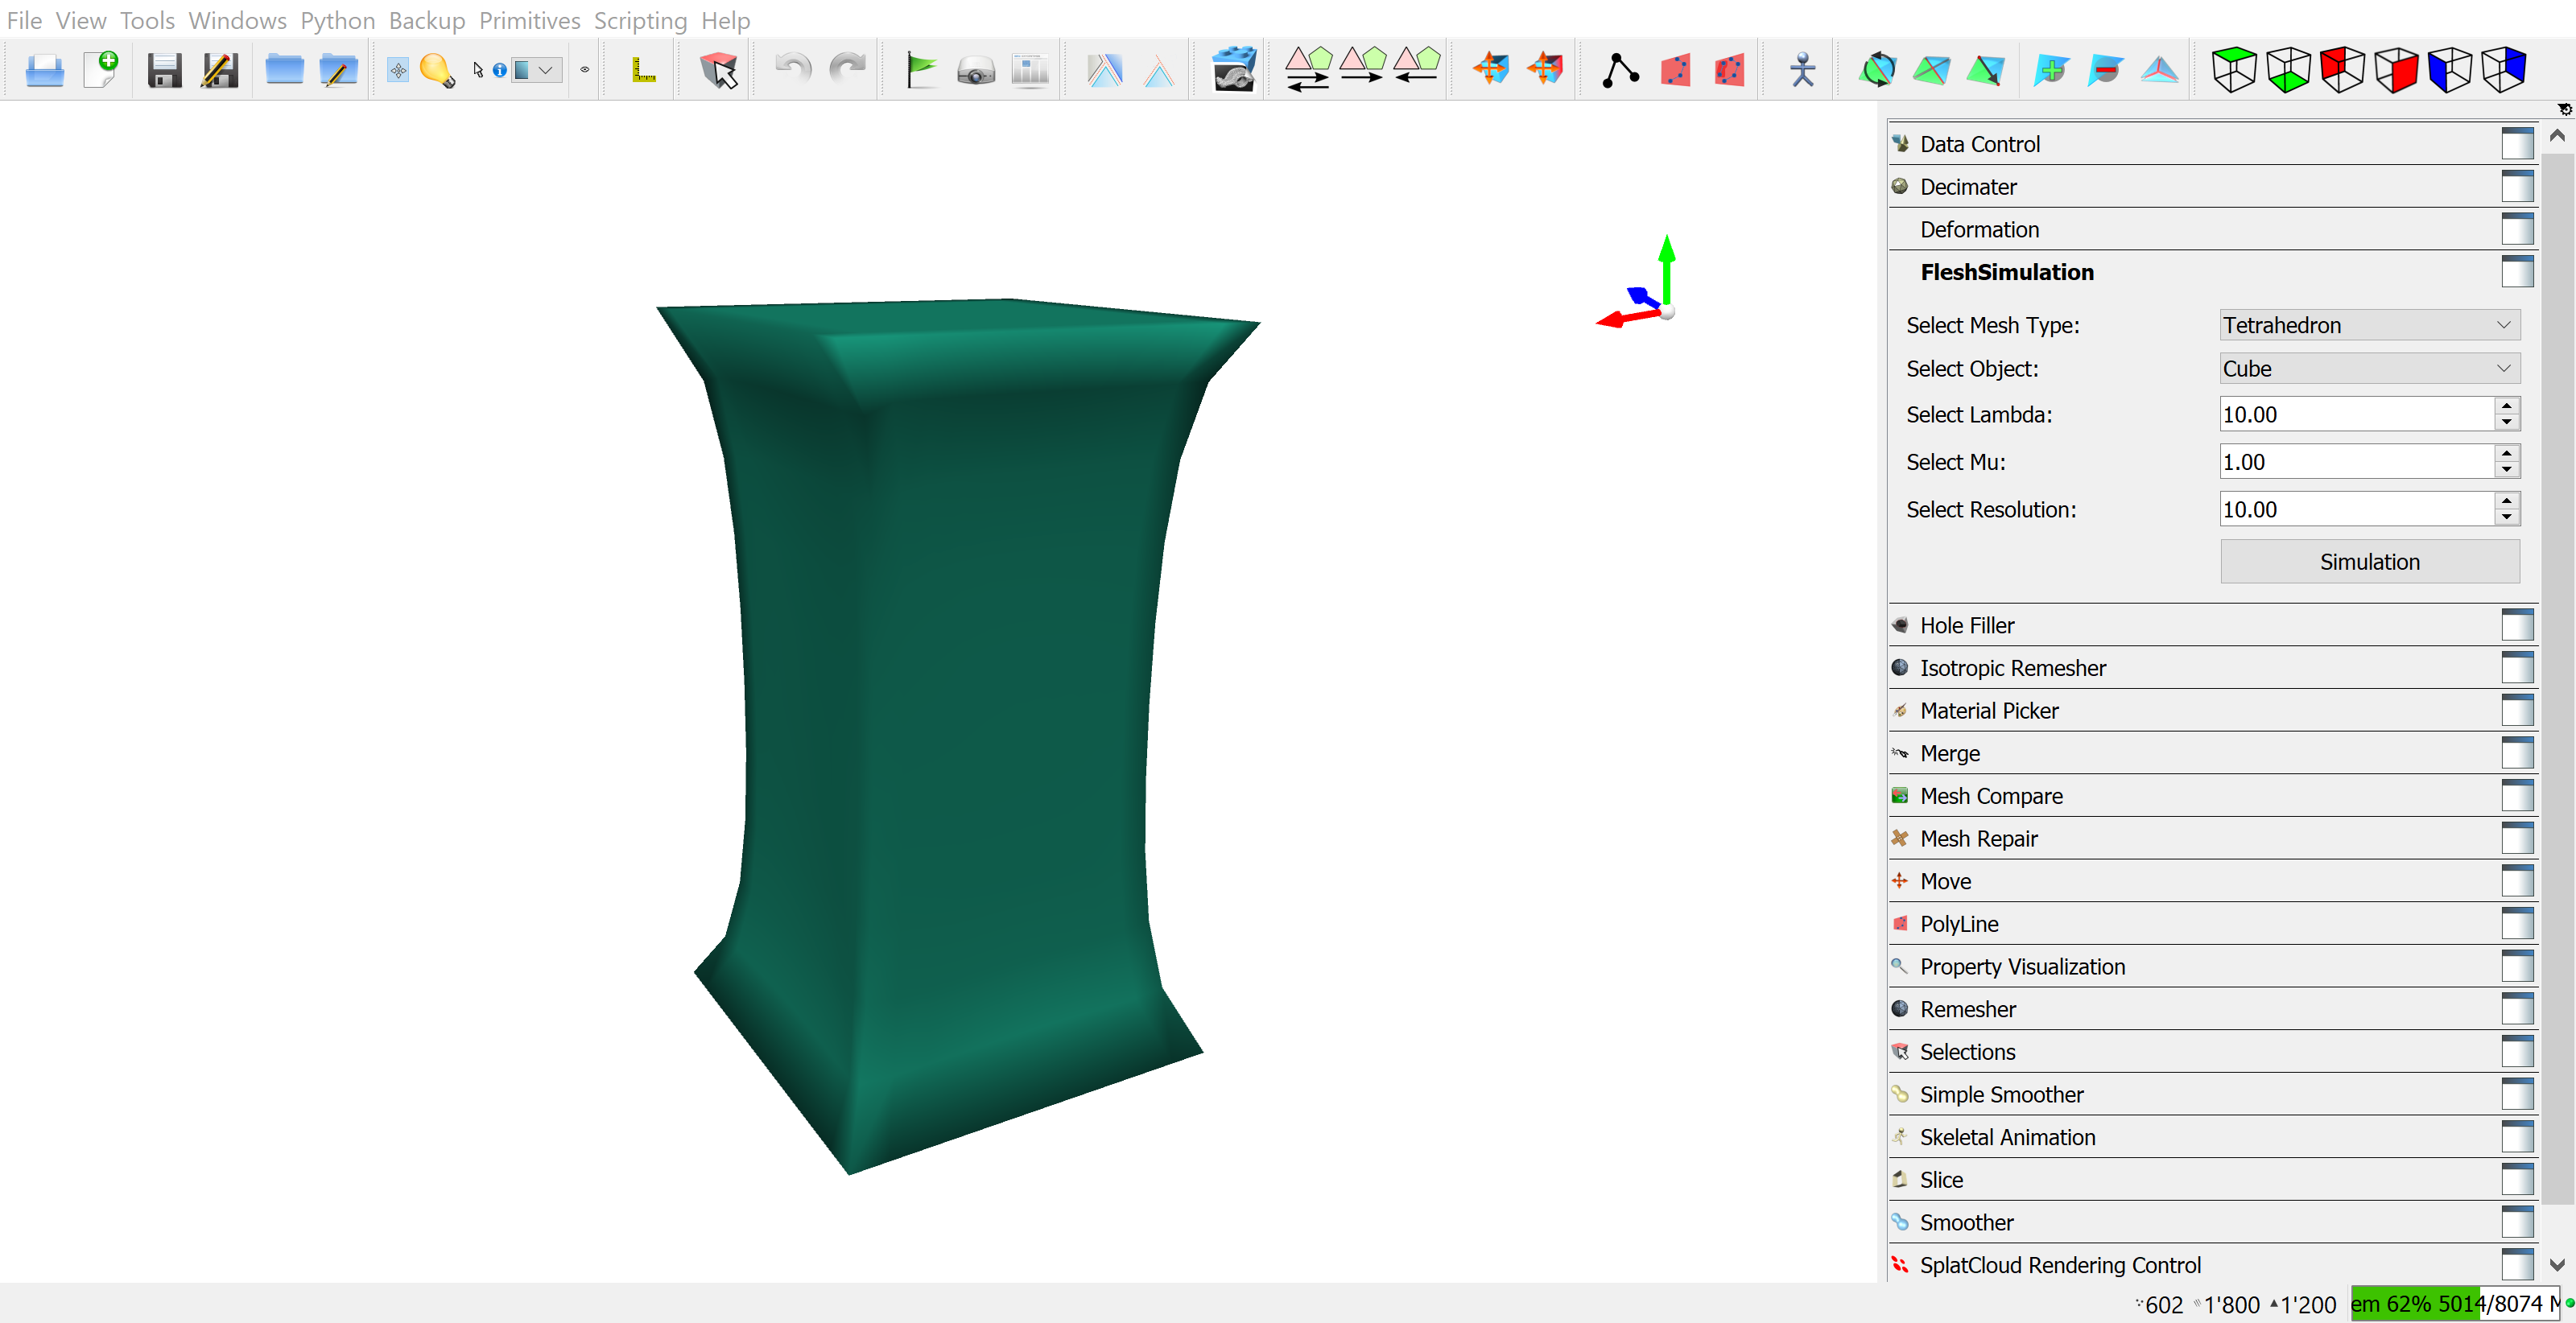 File View Tools Windows Python Backup Primitives Scripting Help
Data Control
Decimater
Deformation
FleshSimulation
Select Mesh Type: Tetrahedron
Select Object: Cube
Select Lambda: 10.00
Select Mu: 1.00
Select Resolution: 10.00
Simulation
Hole Filler
Isotropic Remesher
Material Picker
Merge
Mesh Compare
Mesh Repair
Move
PolyLine
Property Visualization
Remesher
Selections
Simple Smoother
Skeletal Animation
Slice
Smoother
SplatCloud Rendering Control
602 1'800 1'200 em 62% 5014/8074 M